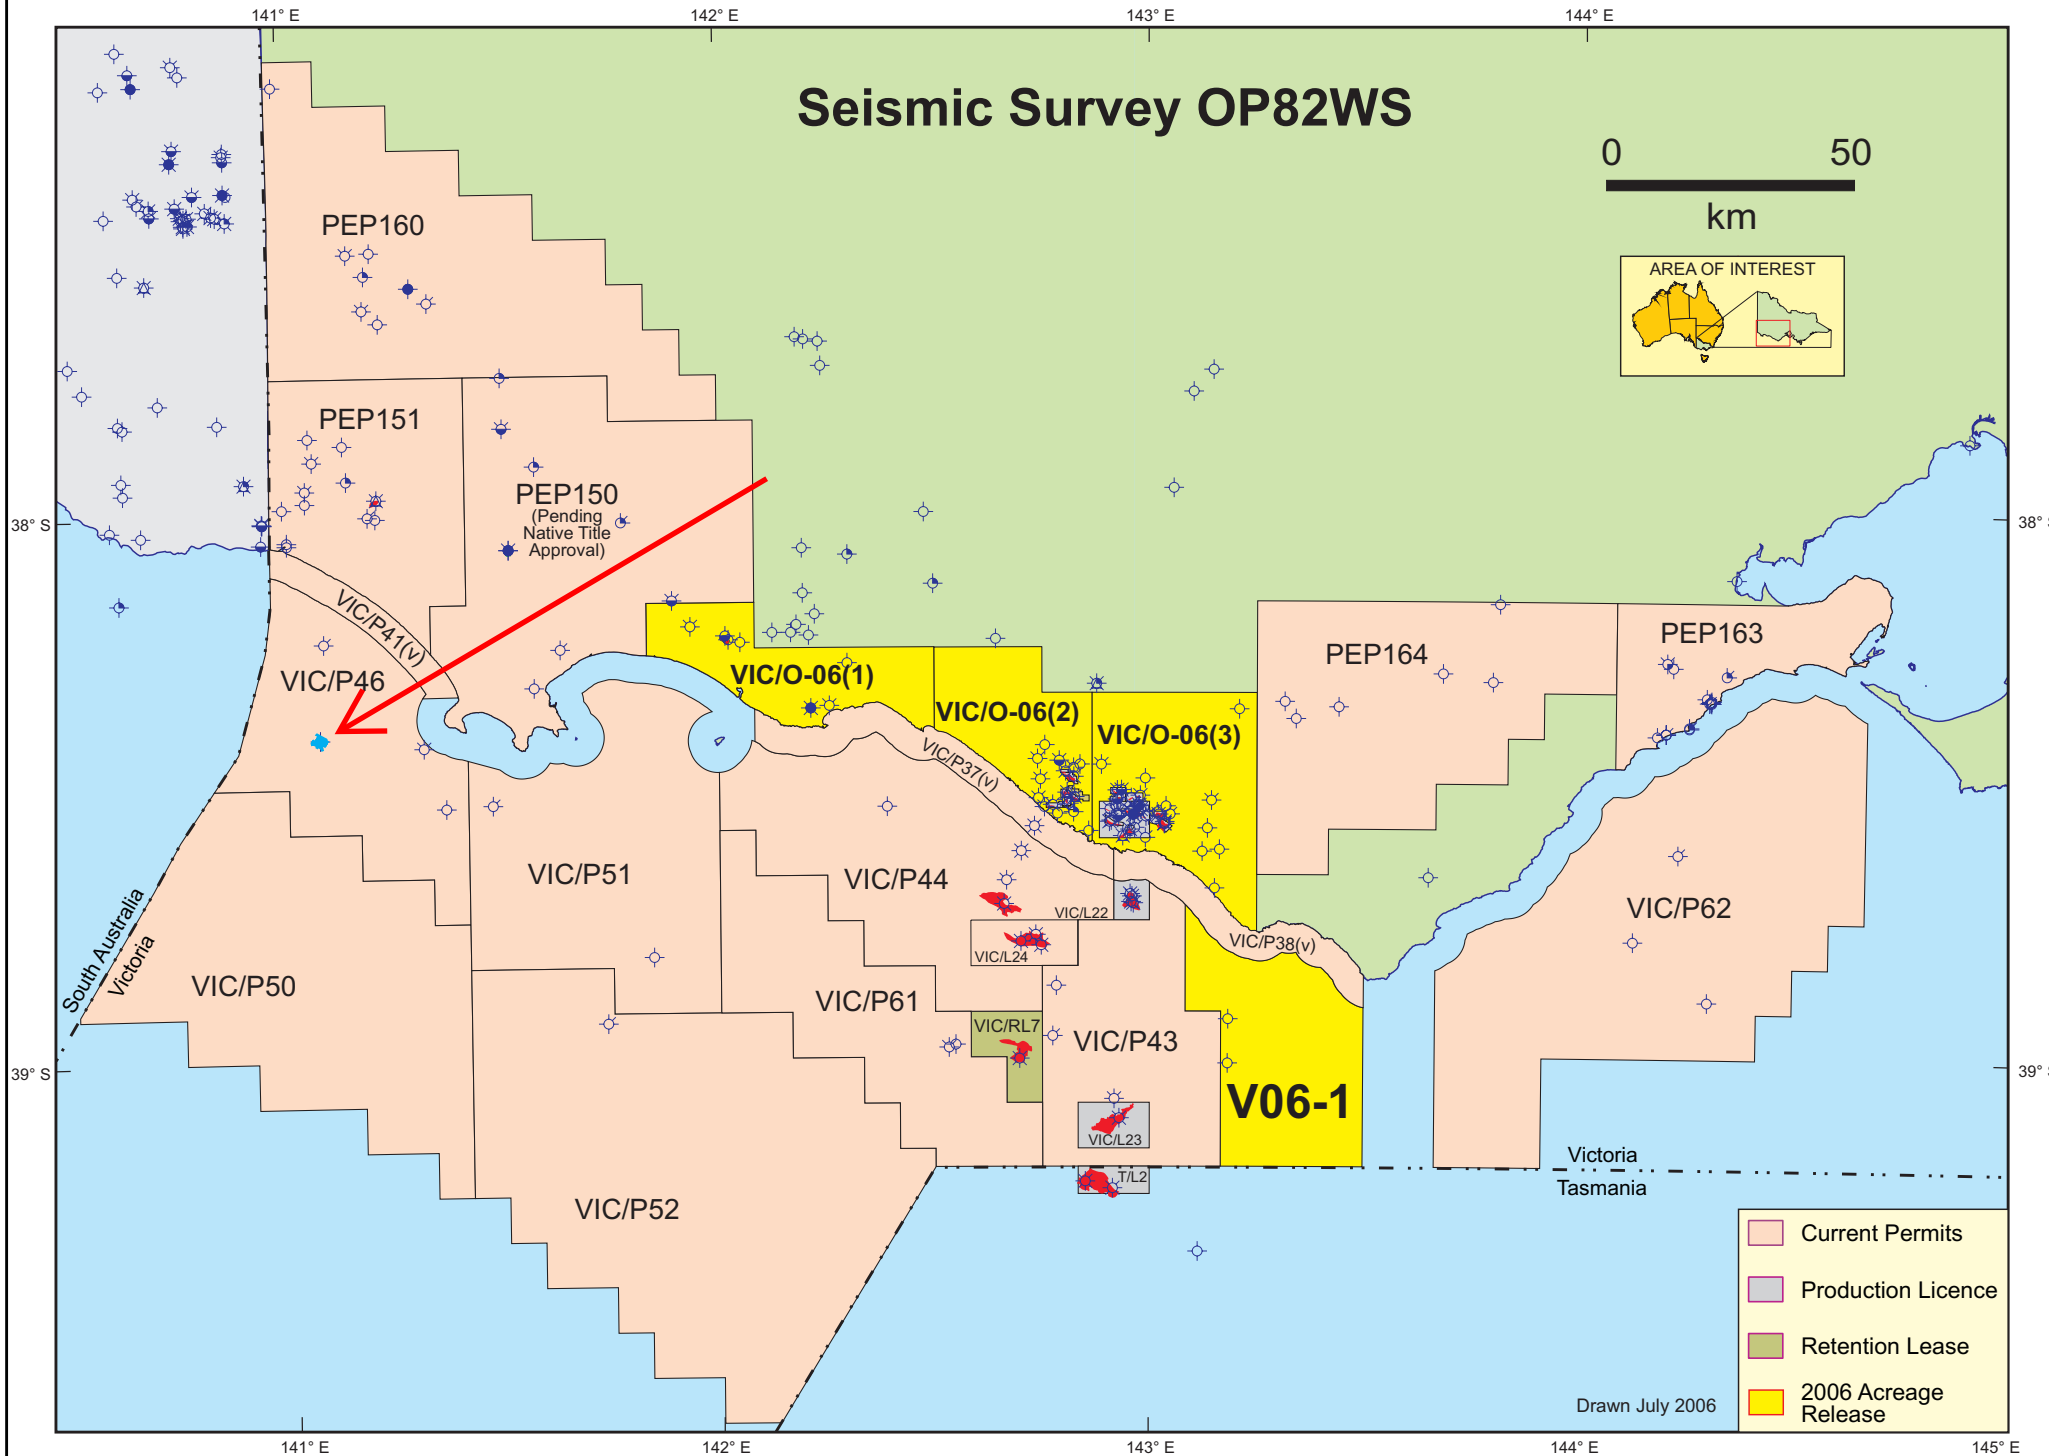 141° E
142° E
143° E
144° E
Seismic Survey OP82WS
0
50
km
AREA OF INTEREST
PEP160
PEP151
PEP150
(Pending
Native Title
Approval)
38° S
38° S
VIC/P41(v)
VIC/P46
VIC/O-06(1)
VIC/O-06(2)
VIC/O-06(3)
PEP164
PEP163
VIC/P37(v)
VIC/P51
VIC/P44
VIC/L22
VIC/P62
VIC/P38(v)
VIC/L24
South Australia
Victoria
VIC/P50
VIC/P61
VIC/RL7
VIC/P43
39° S
39° S
V06-1
VIC/L23
T/L2
Victoria
Tasmania
VIC/P52
Current Permits
Production Licence
Retention Lease
2006 Acreage
Release
Drawn July 2006
141° E
142° E
143° E
144° E
145° E